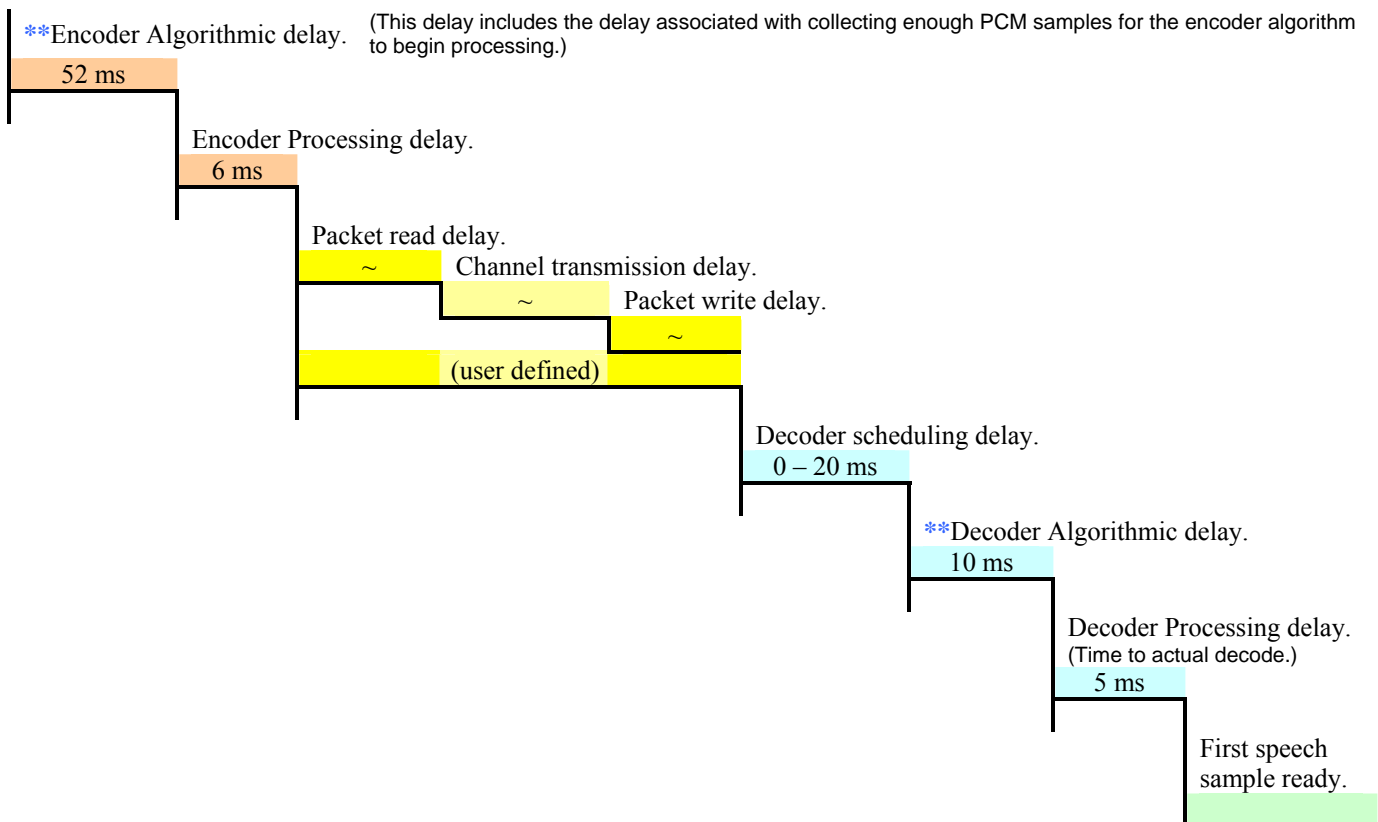 **Encoder Algorithmic delay.
(This delay includes the delay associated with collecting enough PCM samples for the encoder algorithm
to begin processing.)
52 ms
Encoder Processing delay.
6 ms
Packet read delay.
~
Channel transmission delay.
~
Packet write delay.
~
(user defined)
Decoder scheduling delay.
0 – 20 ms
**Decoder Algorithmic delay.
10 ms
Decoder Processing delay.
(Time to actual decode.)
5 ms
First speech
sample ready.